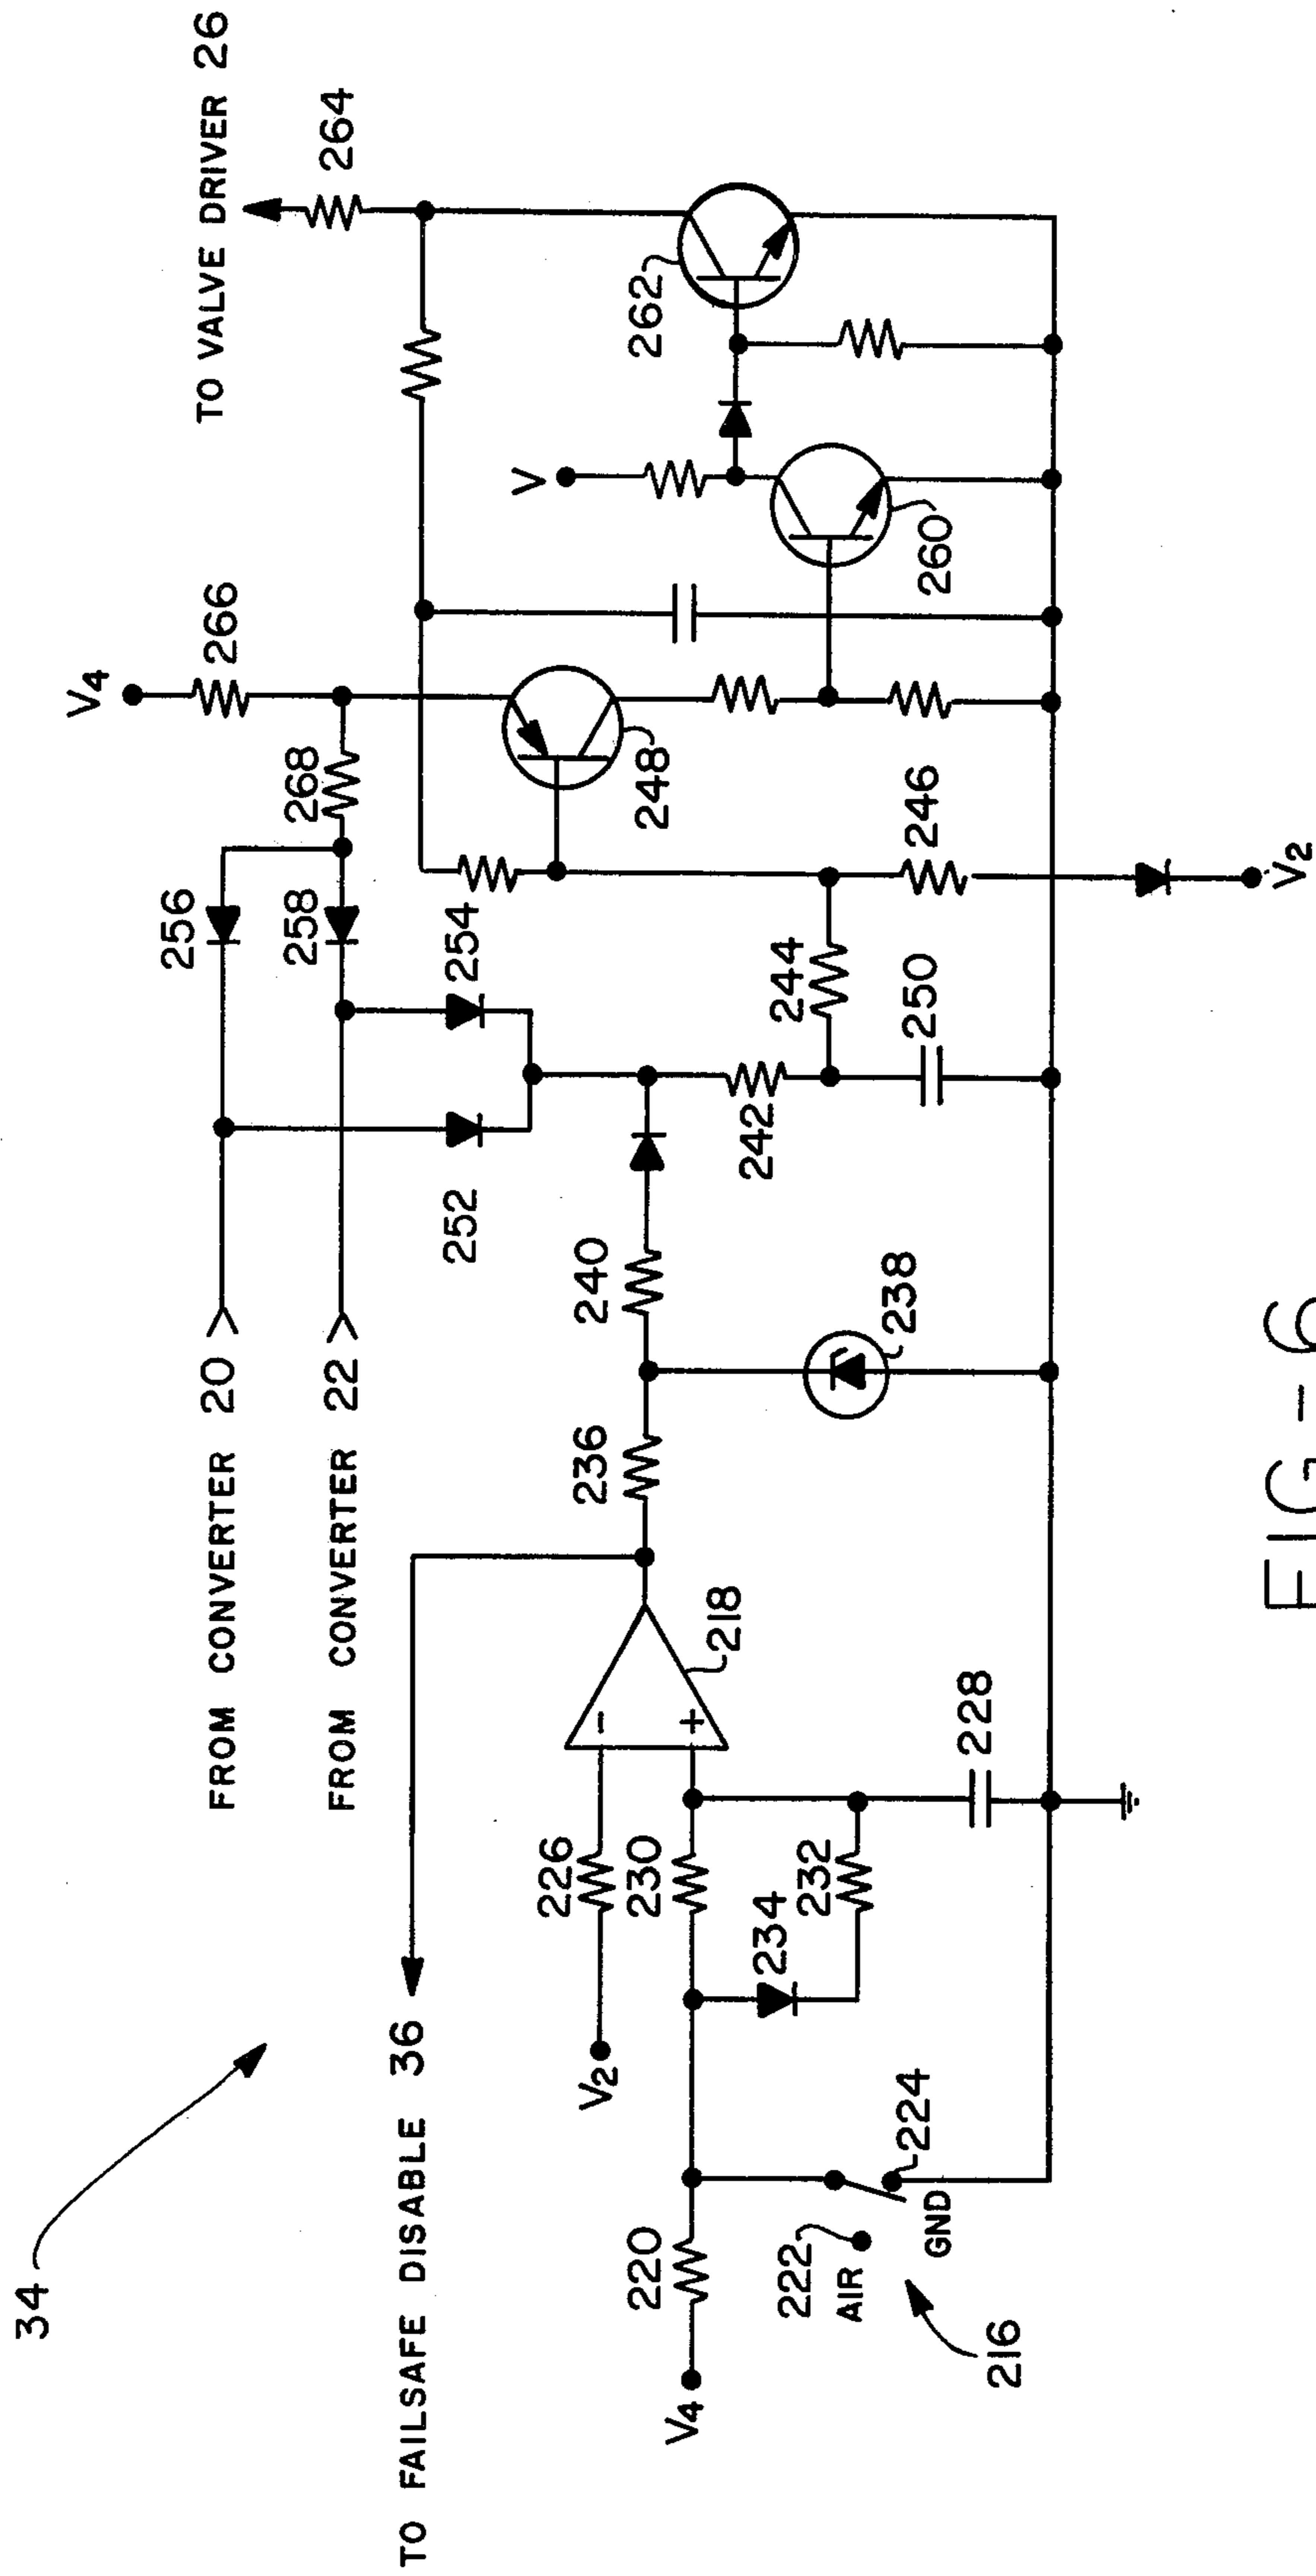 34
TO VALVE DRIVER 26
264
V4
266
FROM CONVERTER 20
256
268
FROM CONVERTER 22
258
252
254
TO FAILSAFE DISABLE 36
V
262
248
260
V2
226
-
+
218
236
240
242
244
246
V4
220
230
234
232
228
238
250
222
AIR
GND
224
216
V2
FIG-6